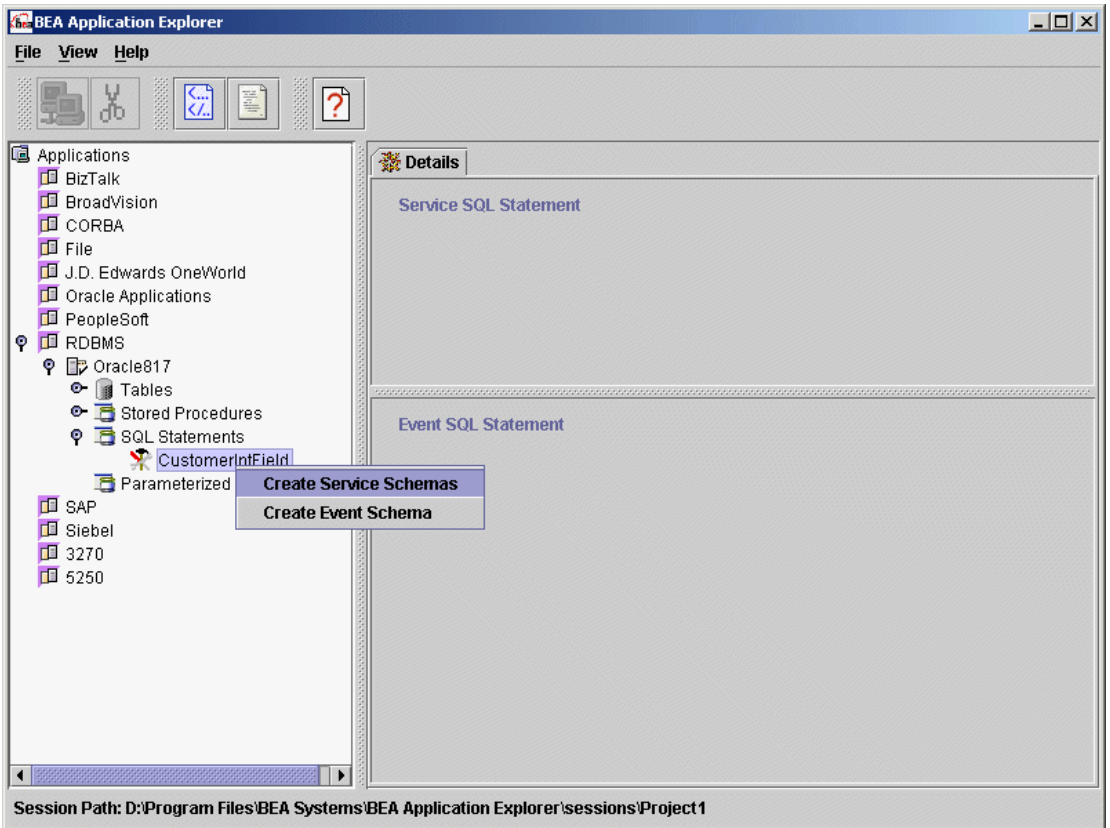 BEA Application Explorer
File View Help
Applications
BizTalk
BroadVision
CORBA
File
J.D. Edwards OneWorld
Oracle Applications
PeopleSoft
RDBMS
Oracle817
Tables
Stored Procedures
SQL Statements
CustomerIntField
Parameterized
SAP
Siebel
3270
5250
Create Service Schemas
Create Event Schema
Details
Service SQL Statement
Event SQL Statement
Session Path: D:\Program Files\BEA Systems\BEA Application Explorer\sessions\Project1